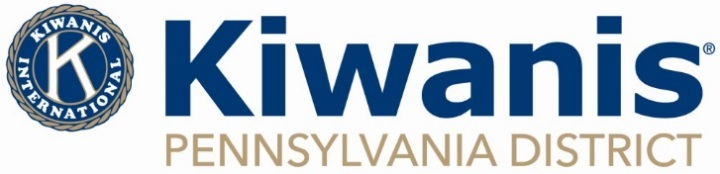 KIWANIS
K
INTERNATIONAL
Kiwanis®
PENNSYLVANIA DISTRICT